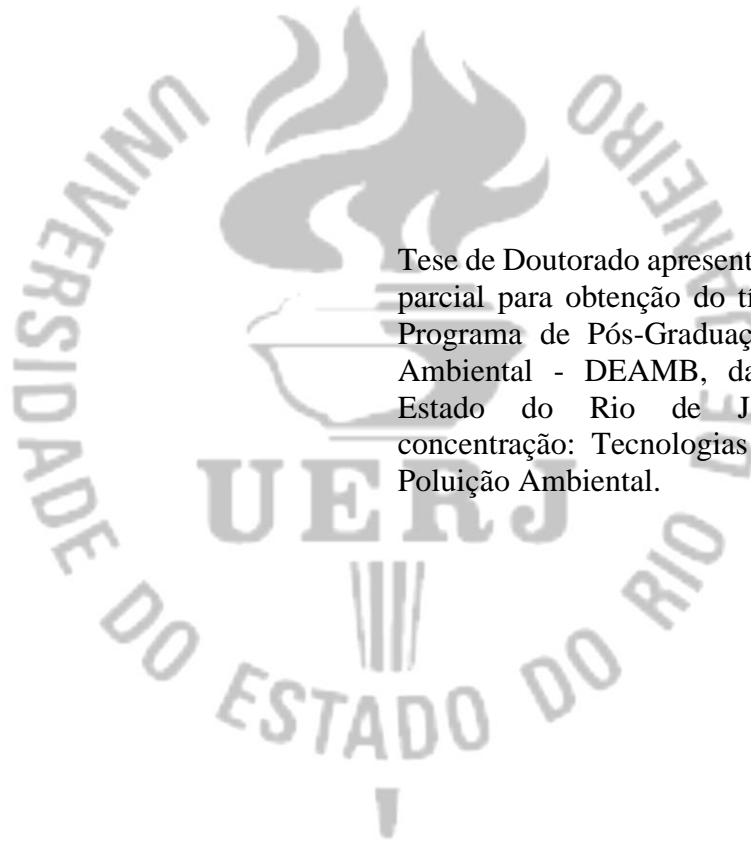 UNIVERSIDADE DO ESTADO DO RIO DE ANEIRO
Tese de Doutorado apresent
parcial para obtenção do tí
Programa de Pós-Graduaç
Ambiental - DEAMB, da
Estado do Rio de J
concentração: Tecnologias
Poluição Ambiental.
UERJ